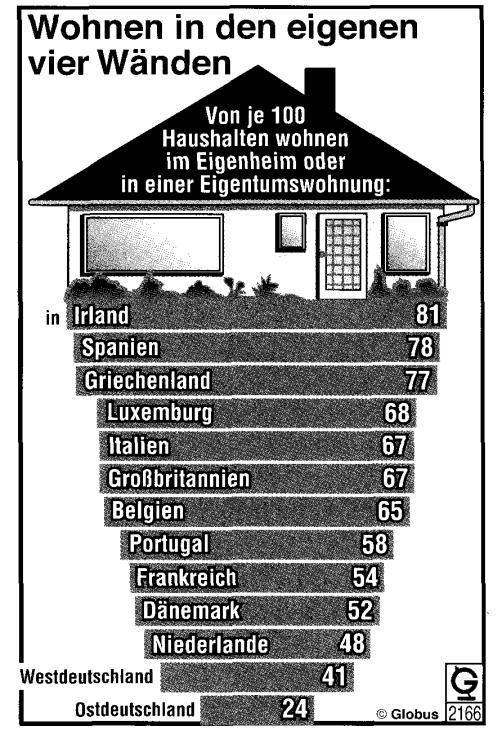 Wohnen in den eigenen
vier Wänden
Von je 100
Haushalten wohnen
im Eigenheim oder
in einer Eigentumswohnung:
in Irland 81
Spanien 78
Griechenland 77
Luxemburg 68
Italien 67
Großbritannien 67
Belgien 65
Portugal 58
Frankreich 54
Dänemark 52
Niederlande 48
Westdeutschland 41
Ostdeutschland 24
© Globus
G
2166